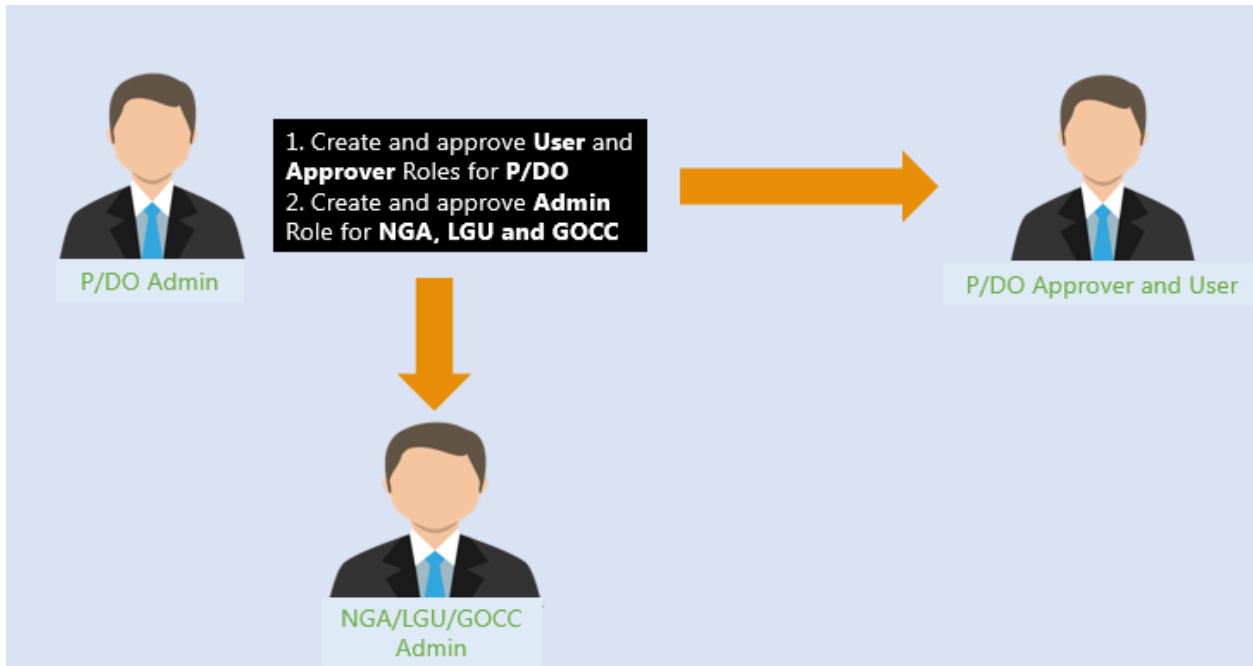 1. Create and approve User and
Approver Roles for P/DO
2. Create and approve Admin
Role for NGA, LGU and GOCC
P/DO Admin
P/DO Approver and User
NGA/LGU/GOCC
Admin